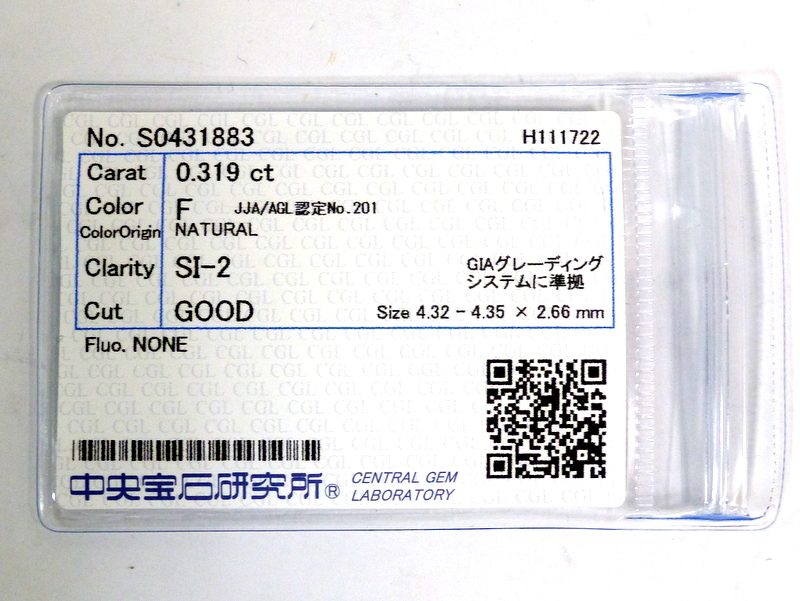 No. S0431883 H111722
Carat 0.319 ct
Color F JJA/AGL認定No.201
ColorOrigin NATURAL
Clarity SI-2 GIAグレーディング
システムに準拠
Cut GOOD Size 4.32 - 4.35 × 2.66 mm
Fluo. NONE
中央宝石研究所® CENTRAL GEM
LABORATORY